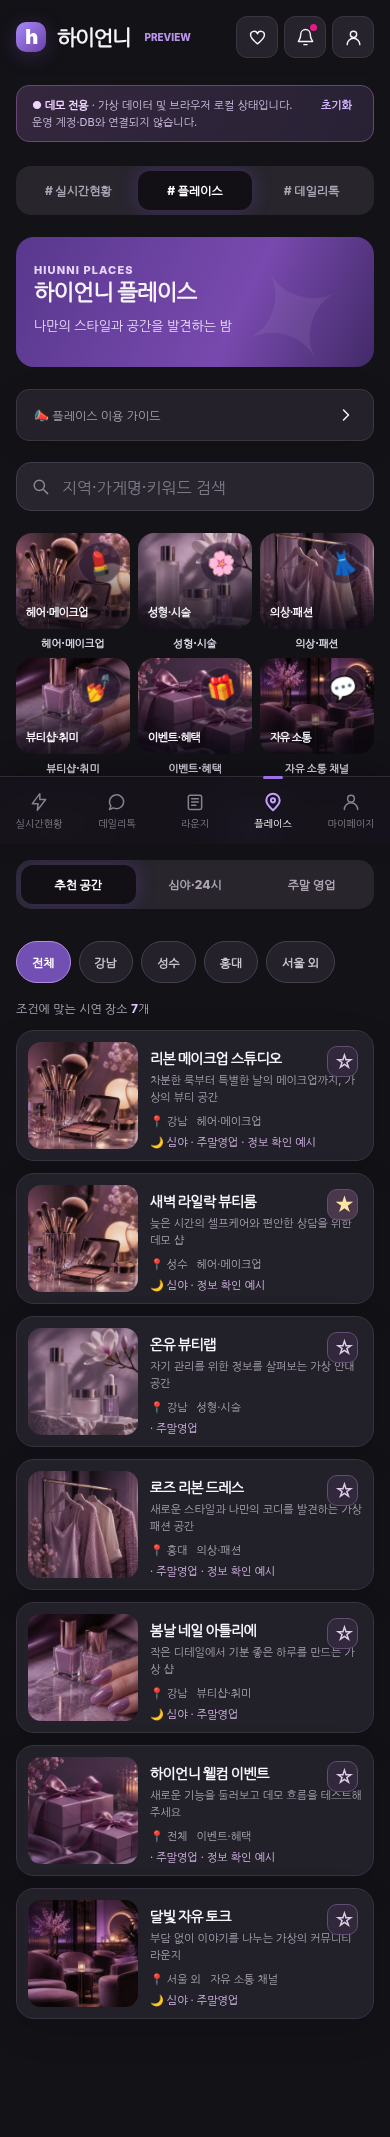 h 하이언니 PREVIEW
● 데모 전용 · 가상 데이터 및 브라우저 로컬 상태입니다.
운영 계정·DB와 연결되지 않습니다.
초기화
# 실시간현황 # 플레이스 # 데일리톡
HIUNNI PLACES
하이언니 플레이스
나만의 스타일과 공간을 발견하는 밤
플레이스 이용 가이드
지역·가게명·키워드 검색
헤어·메이크업 성형·시술 의상·패션
헤어·메이크업 성형·시술 의상·패션
뷰티샵·취미 이벤트·혜택 자유 소통
뷰티샵·취미 이벤트·혜택 자유 소통 채널
실시간현황 데일리톡 라운지 플레이스 마이페이지
추천 공간 심야·24시 주말 영업
전체 강남 성수 홍대 서울 외
조건에 맞는 시연 장소 7개
리본 메이크업 스튜디오
차분한 룩부터 특별한 날의 메이크업까지, 가
상의 뷰티 공간
강남 헤어·메이크업
심야 · 주말영업 · 정보 확인 예시
새벽 라일락 뷰티룸
늦은 시간의 셀프케어와 편안한 상담을 위한
데모 샵
성수 헤어·메이크업
심야 · 정보 확인 예시
온유 뷰티랩
자기 관리를 위한 정보를 살펴보는 가상 안내
공간
강남 성형·시술
· 주말영업
로즈 리본 드레스
새로운 스타일과 나만의 코디를 발견하는 가상
패션 공간
홍대 의상·패션
· 주말영업 · 정보 확인 예시
봄날 네일 아틀리에
작은 디테일에서 기분 좋은 하루를 만드는 가
상 샵
강남 뷰티샵·취미
심야 · 주말영업
하이언니 웰컴 이벤트
새로운 기능을 둘러보고 데모 흐름을 테스트해
주세요
전체 이벤트·혜택
· 주말영업 · 정보 확인 예시
달빛 자유 토크
부담 없이 이야기를 나누는 가상의 커뮤니티
라운지
서울 외 자유 소통 채널
심야 · 주말영업